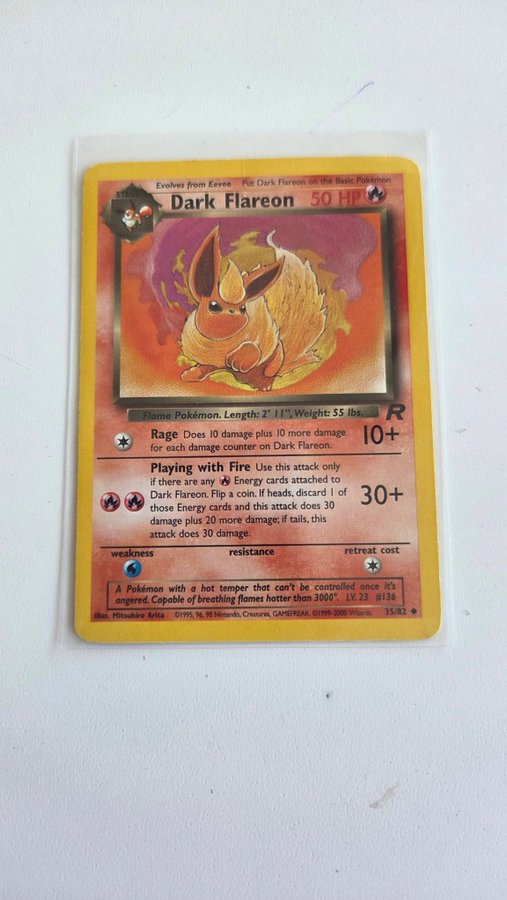 STAGE 1
Evolves from Eevee Put Dark Flareon on the Basic Pokémon
Dark Flareon 50 HP
Flame Pokémon. Length: 2' 11", Weight: 55 lbs.
R
Rage Does 10 damage plus 10 more damage
for each damage counter on Dark Flareon.
10+
Playing with Fire Use this attack only
if there are any Energy cards attached to
Dark Flareon. Flip a coin. If heads, discard 1 of
those Energy cards and this attack does 30
damage plus 20 more damage; if tails, this
attack does 30 damage.
30+
weakness resistance retreat cost
A Pokémon with a hot temper that can't be controlled once it's
angered. Capable of breathing flames hotter than 3000°. LV. 23 #136
Illus. Mitsuhiro Arita ©1995, 96, 98 Nintendo, Creatures, GAMEFREAK. ©1999-2000 Wizards. 35/82